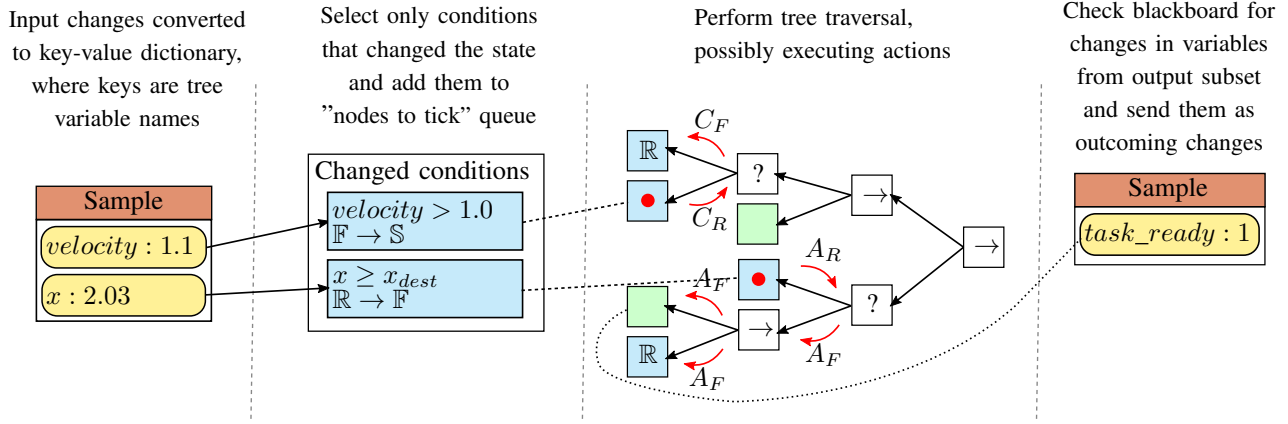 Input changes converted
to key-value dictionary,
where keys are tree
variable names
Sample
velocity : 1.1
x : 2.03
Select only conditions
that changed the state
and add them to
”nodes to tick” queue
Changed conditions
velocity > 1.0
𝔽 → 𝕊
x ≥ x_dest
ℝ → 𝔽
Perform tree traversal,
possibly executing actions
C_F
ℝ
?
C_R
→
→
A_R
A_F
?
→
ℝ
A_F
A_F
Check blackboard for
changes in variables
from output subset
and send them as
outcoming changes
Sample
task_ready : 1